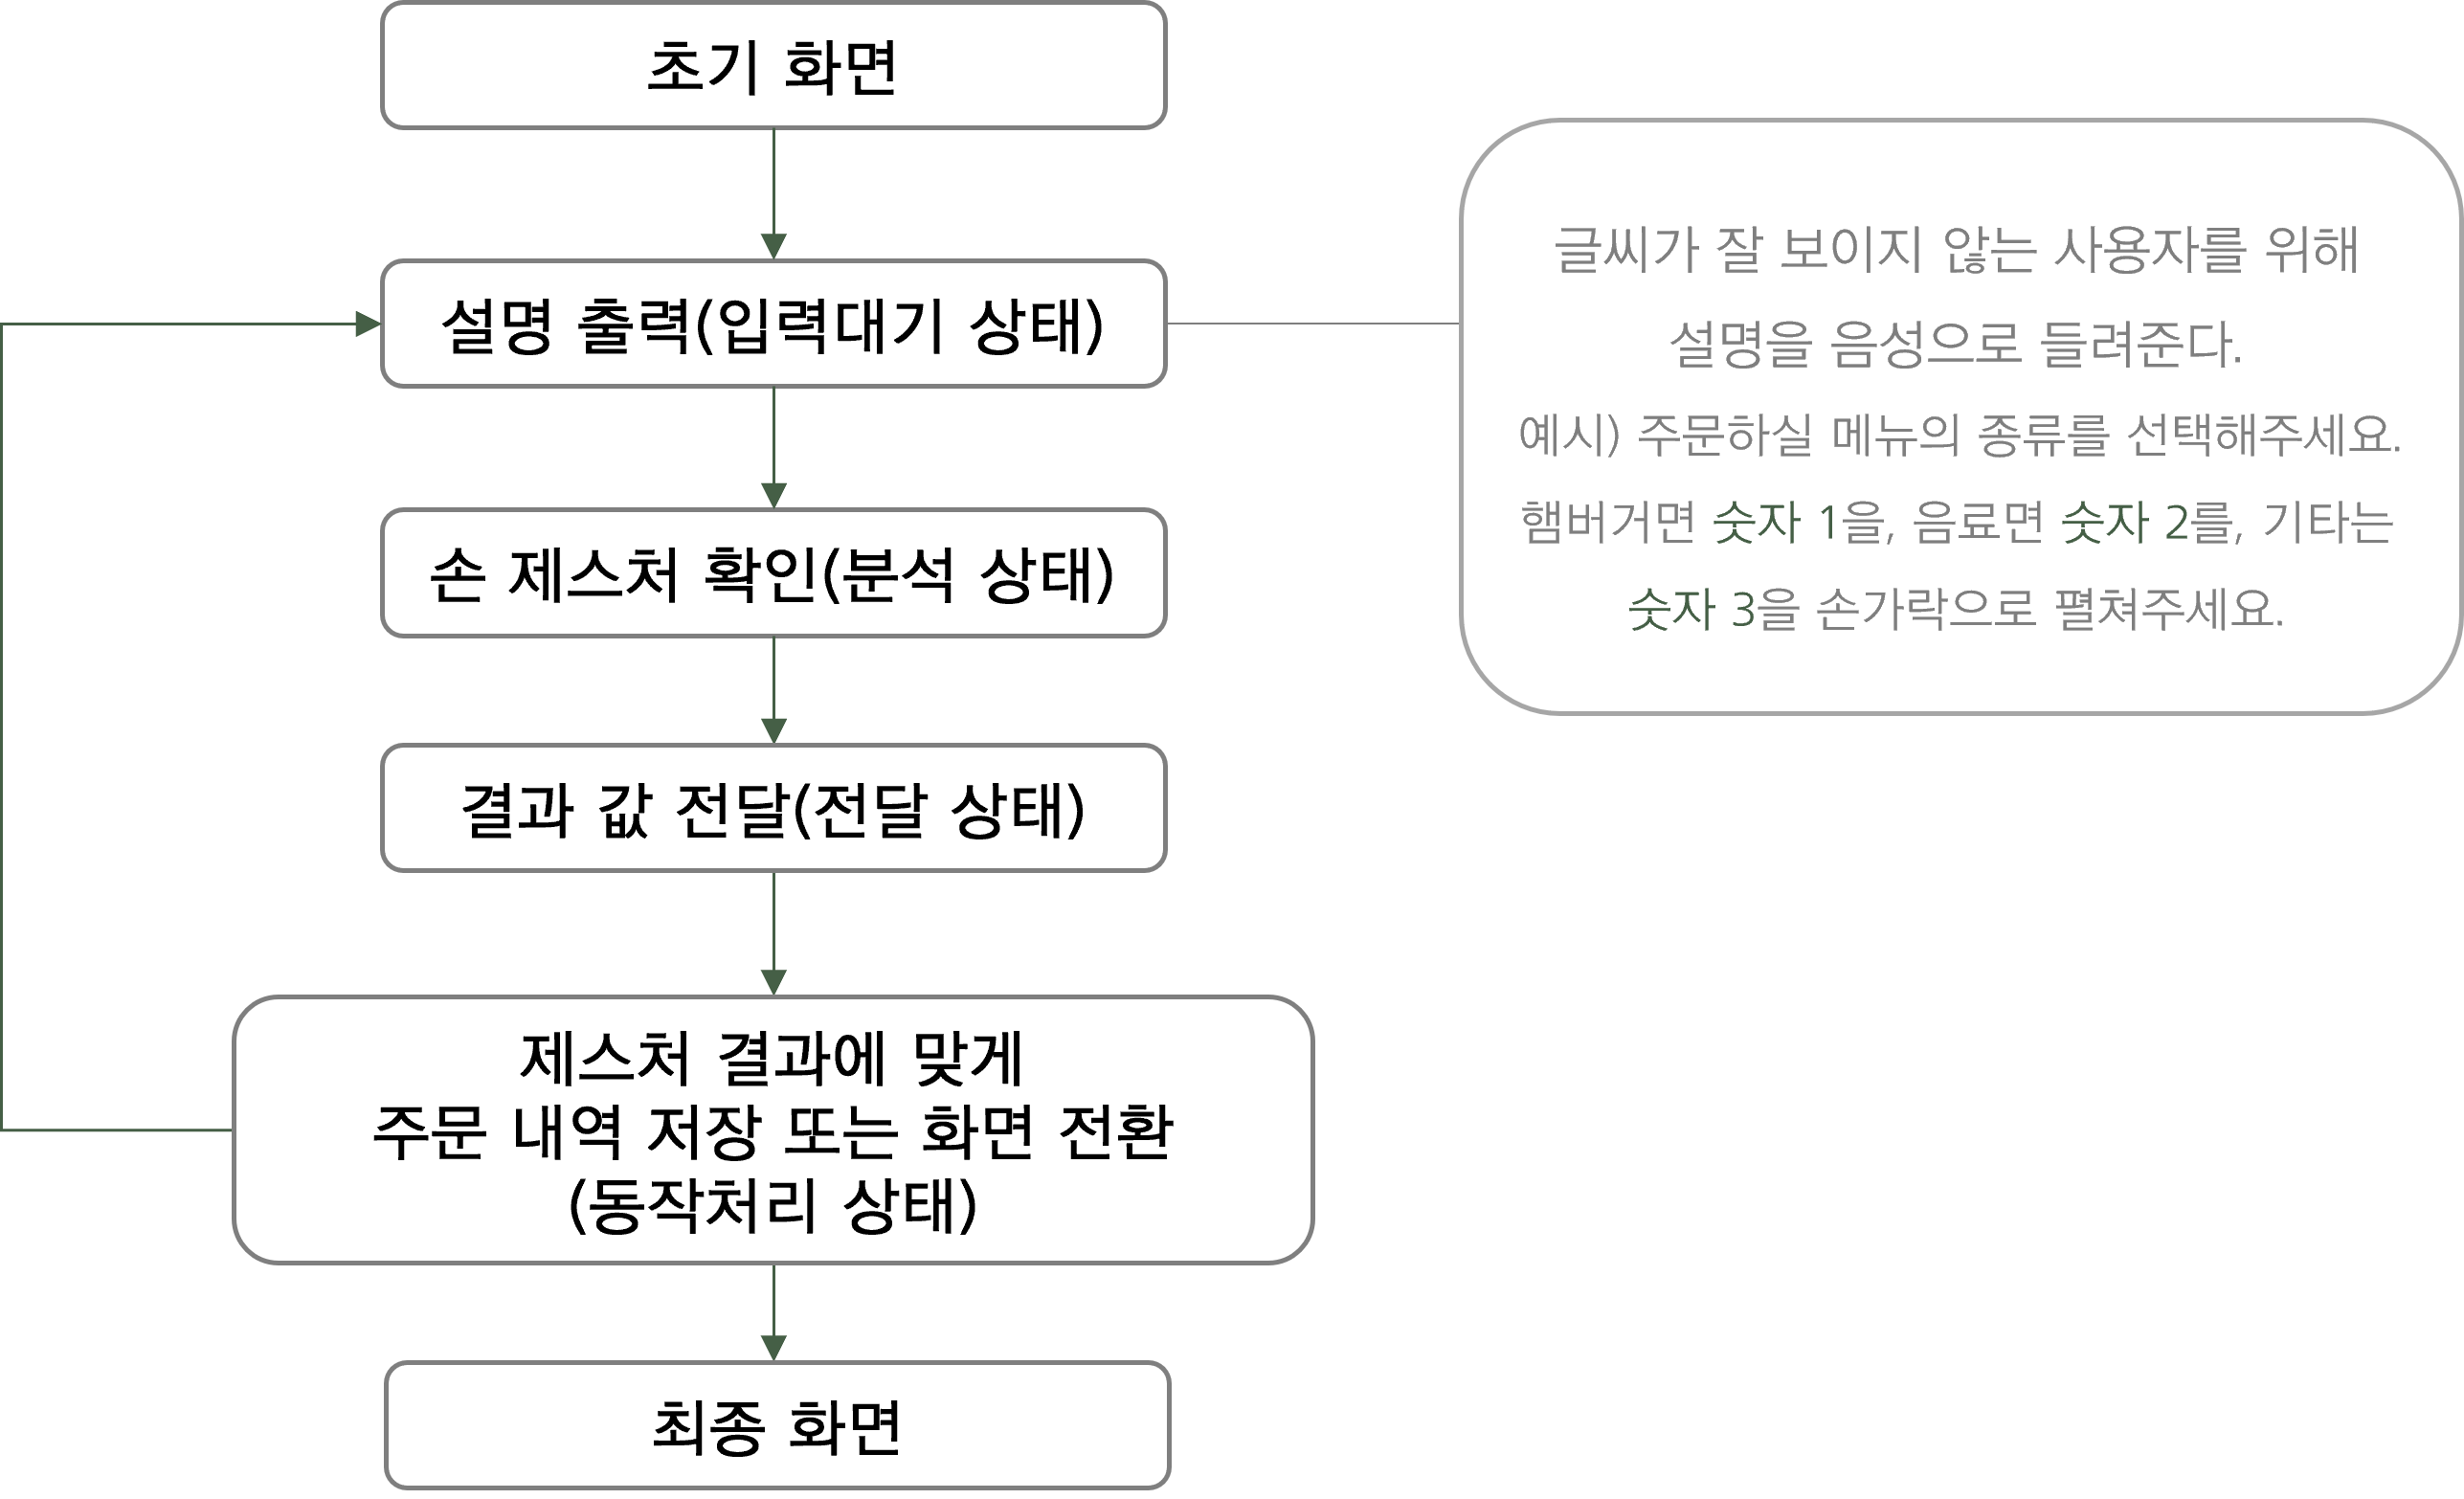 초기 화면
설명 출력(입력대기 상태)
글씨가 잘 보이지 않는 사용자를 위해
설명을 음성으로 들려준다.
예시) 주문하실 메뉴의 종류를 선택해주세요.
햄버거면 숫자 1을, 음료면 숫자 2를, 기타는
숫자 3을 손가락으로 펼쳐주세요.
손 제스처 확인(분석 상태)
결과 값 전달(전달 상태)
제스처 결과에 맞게
주문 내역 저장 또는 화면 전환
(동작처리 상태)
최종 화면